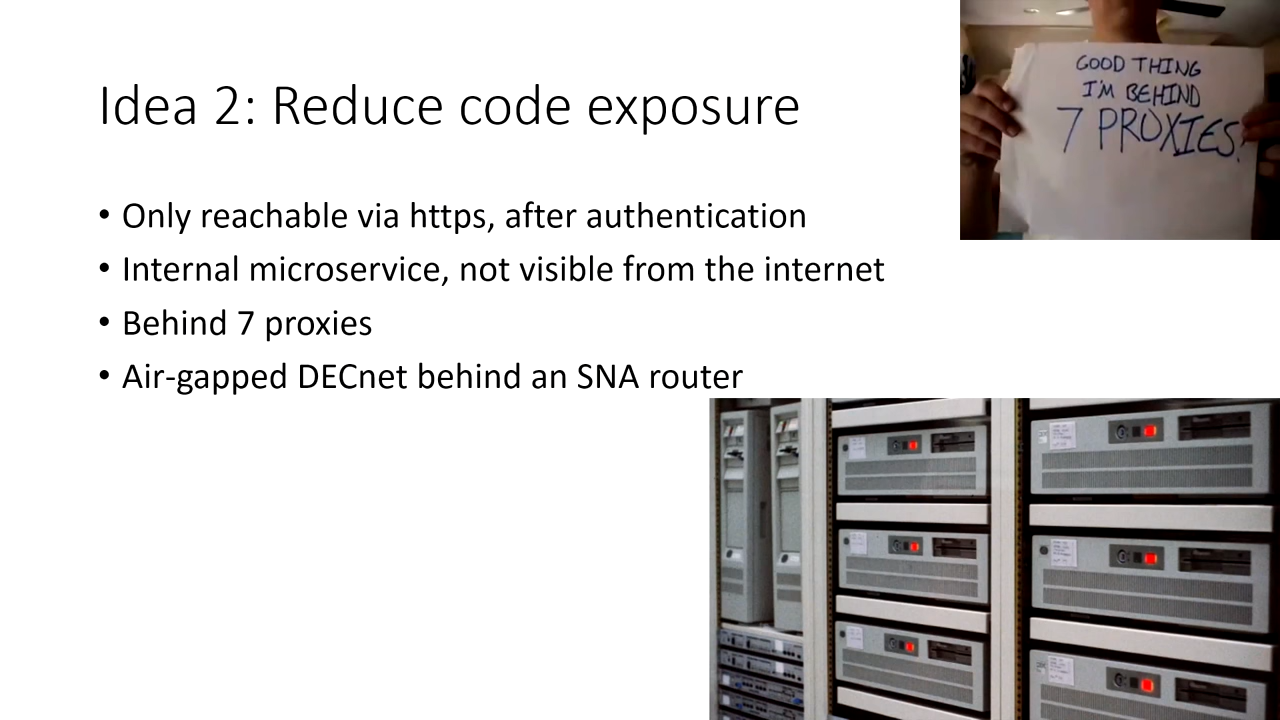 Idea 2: Reduce code exposure
• Only reachable via https, after authentication
• Internal microservice, not visible from the internet
• Behind 7 proxies
• Air-gapped DECnet behind an SNA router
GOOD THING
I'M BEHIND
7 PROXIES.